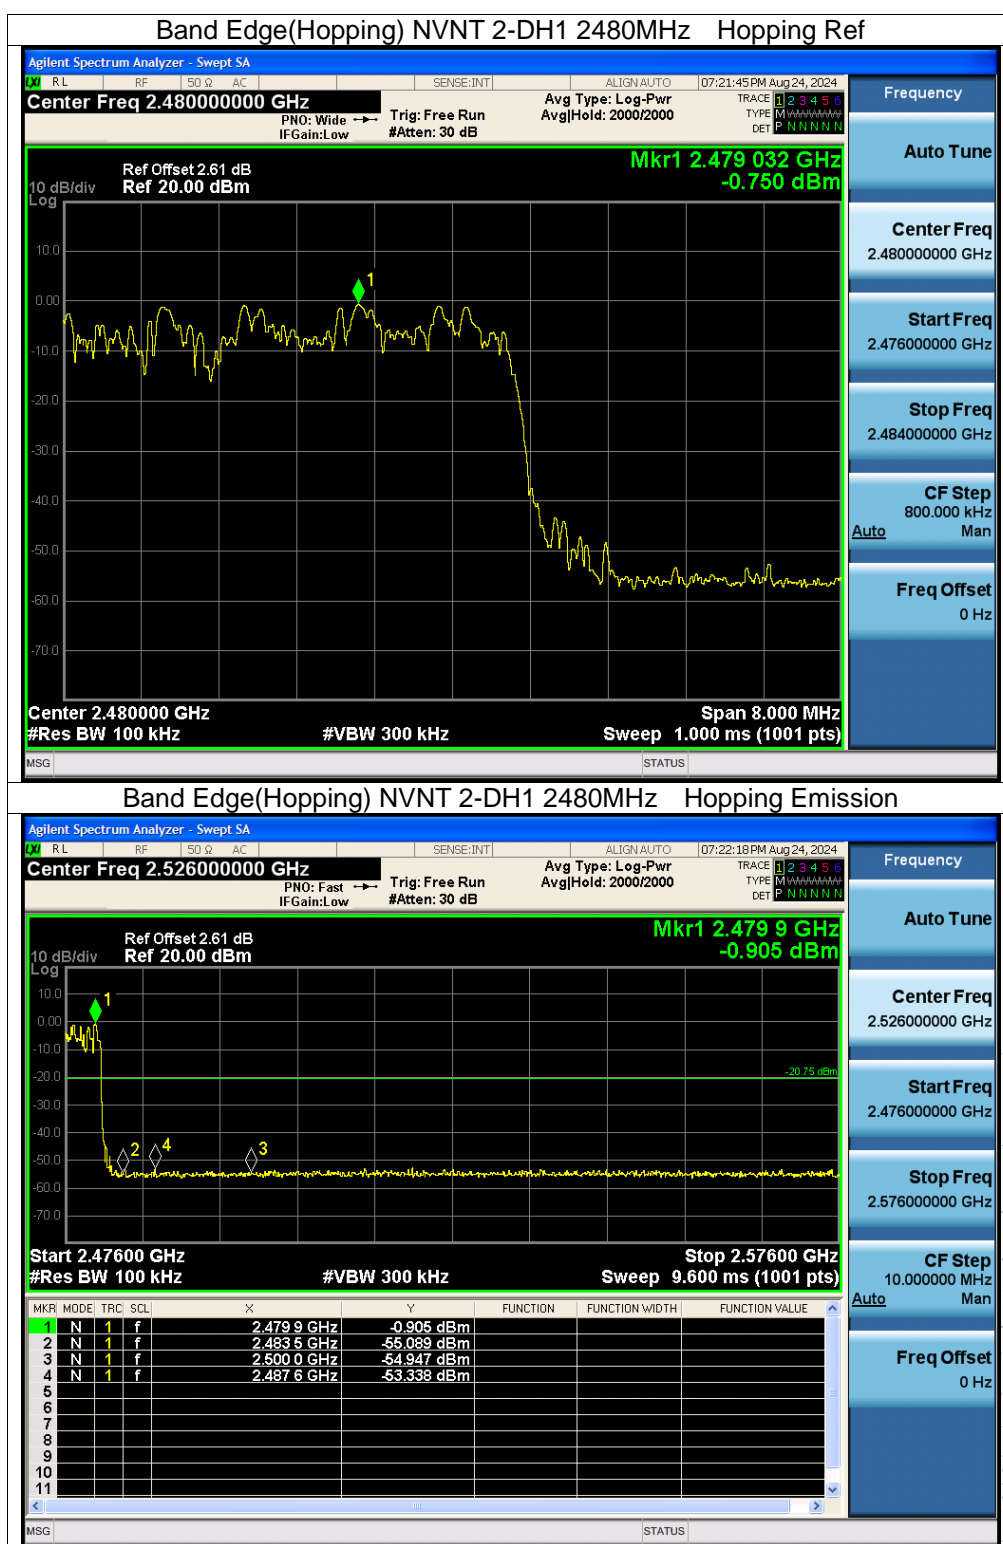 Band Edge(Hopping) NVNT 2-DH1 2480MHz Hopping Ref
Agilent Spectrum Analyzer - Swept SA
LXI RL RF 50 Ω AC SENSE:INT ALIGN AUTO 07:21:45 PM Aug 24, 2024
Center Freq 2.480000000 GHz
PNO: Wide
IFGain:Low
Trig: Free Run
#Atten: 30 dB
Avg Type: Log-Pwr
Avg|Hold: 2000/2000
TRACE 1 2 3 4 5 6
TYPE MWWWWW
DET P N N N N N
Frequency
Mkr1 2.479 032 GHz
-0.750 dBm
Ref Offset 2.61 dB
10 dB/div Ref 20.00 dBm
Log
10.0
0.00
-10.0
-20.0
-30.0
-40.0
-50.0
-60.0
-70.0
1
Center 2.480000 GHz Span 8.000 MHz
#Res BW 100 kHz #VBW 300 kHz Sweep 1.000 ms (1001 pts)
Auto Tune
Center Freq
2.480000000 GHz
Start Freq
2.476000000 GHz
Stop Freq
2.484000000 GHz
CF Step
800.000 kHz
Auto Man
Freq Offset
0 Hz
MSG STATUS
Band Edge(Hopping) NVNT 2-DH1 2480MHz Hopping Emission
Agilent Spectrum Analyzer - Swept SA
LXI RL RF 50 Ω AC SENSE:INT ALIGN AUTO 07:22:18 PM Aug 24, 2024
Center Freq 2.526000000 GHz
PNO: Fast
IFGain:Low
Trig: Free Run
#Atten: 30 dB
Avg Type: Log-Pwr
Avg|Hold: 2000/2000
TRACE 1 2 3 4 5 6
TYPE MWWWWW
DET P N N N N N
Frequency
Mkr1 2.479 9 GHz
-0.905 dBm
Ref Offset 2.61 dB
10 dB/div Ref 20.00 dBm
Log
10.0
0.00
-10.0
-20.0
-30.0
-40.0
-50.0
-60.0
-70.0
1
-20.75 dBm
2 4 3
Start 2.47600 GHz Stop 2.57600 GHz
#Res BW 100 kHz #VBW 300 kHz Sweep 9.600 ms (1001 pts)
MKR MODE TRC SCL X Y FUNCTION FUNCTION WIDTH FUNCTION VALUE
1 N 1 f 2.479 9 GHz -0.905 dBm
2 N 1 f 2.483 5 GHz -55.089 dBm
3 N 1 f 2.500 0 GHz -54.947 dBm
4 N 1 f 2.487 6 GHz -53.338 dBm
5
6
7
8
9
10
11
Auto Tune
Center Freq
2.526000000 GHz
Start Freq
2.476000000 GHz
Stop Freq
2.576000000 GHz
CF Step
10.000000 MHz
Auto Man
Freq Offset
0 Hz
MSG STATUS